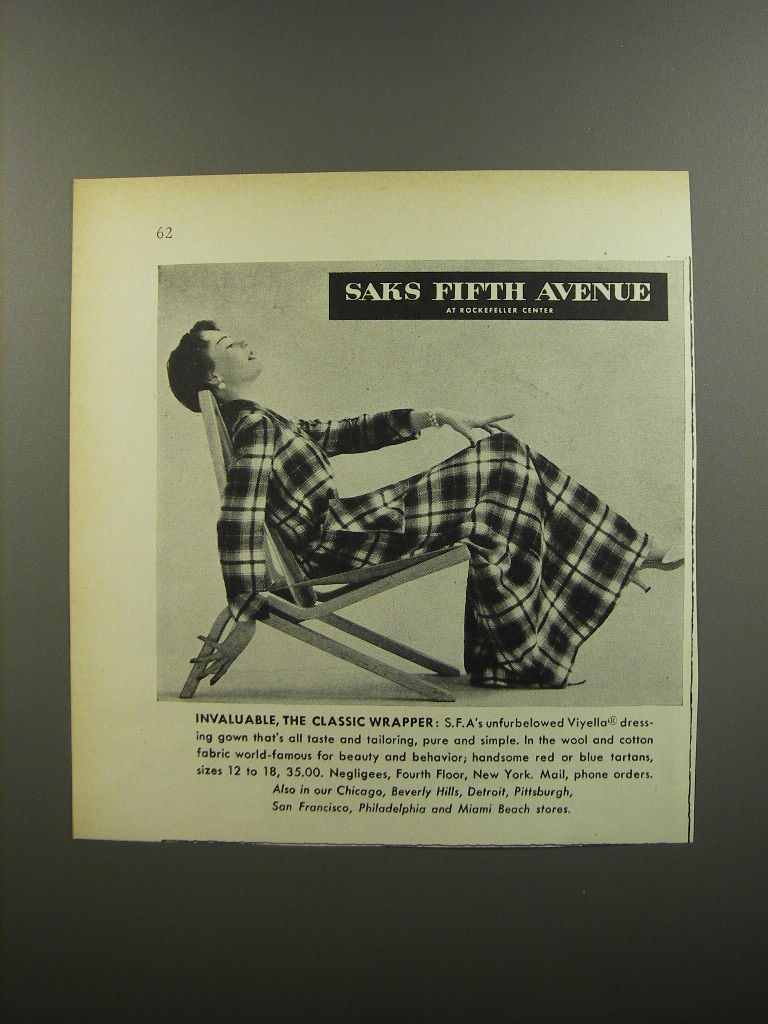 62
SAKS FIFTH AVENUE
AT ROCKEFELLER CENTER
INVALUABLE, THE CLASSIC WRAPPER: S.F.A's unfurbelowed Viyella® dress-
ing gown that's all taste and tailoring, pure and simple. In the wool and cotton
fabric world-famous for beauty and behavior; handsome red or blue tartans,
sizes 12 to 18, 35.00. Negligees, Fourth Floor, New York. Mail, phone orders.
Also in our Chicago, Beverly Hills, Detroit, Pittsburgh,
San Francisco, Philadelphia and Miami Beach stores.